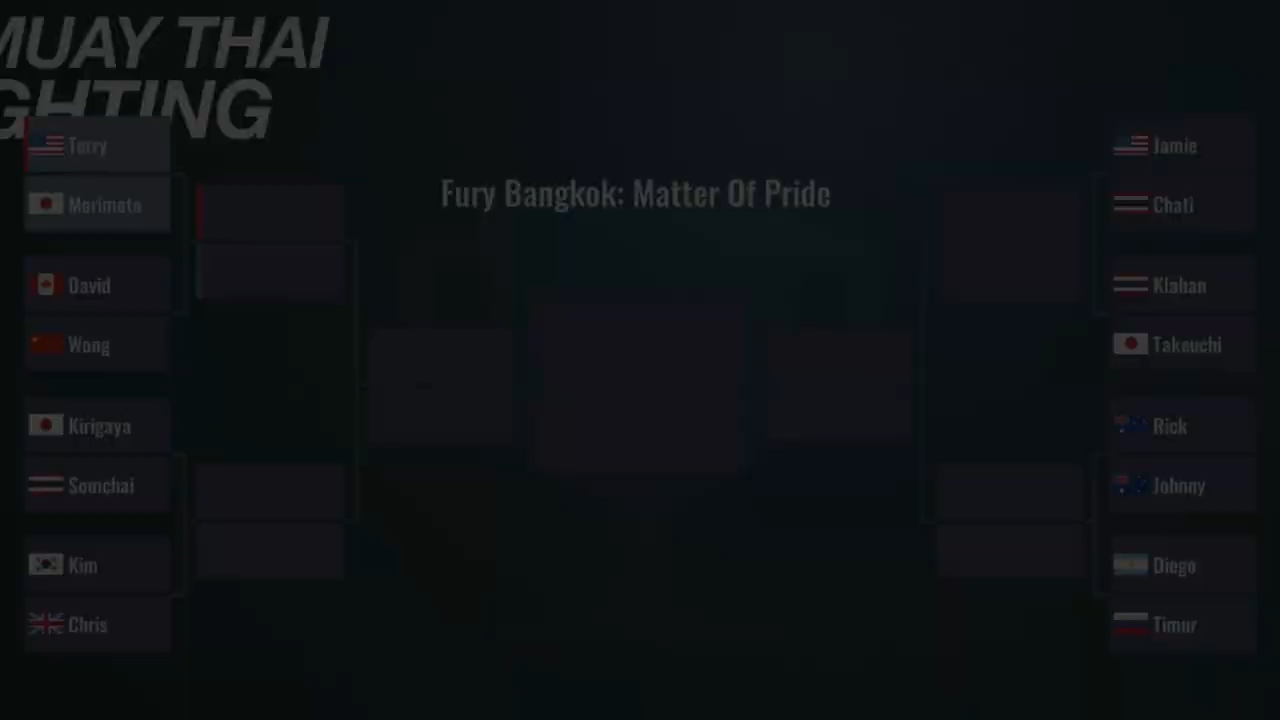 MUAY THAI
GHTING
Fury Bangkok: Matter Of Pride
Terry
Morimoto
David
Wong
Kirigaya
Somchai
Kim
Chris
Jamie
Chati
Klahan
Takeuchi
Rick
Johnny
Diego
Timur